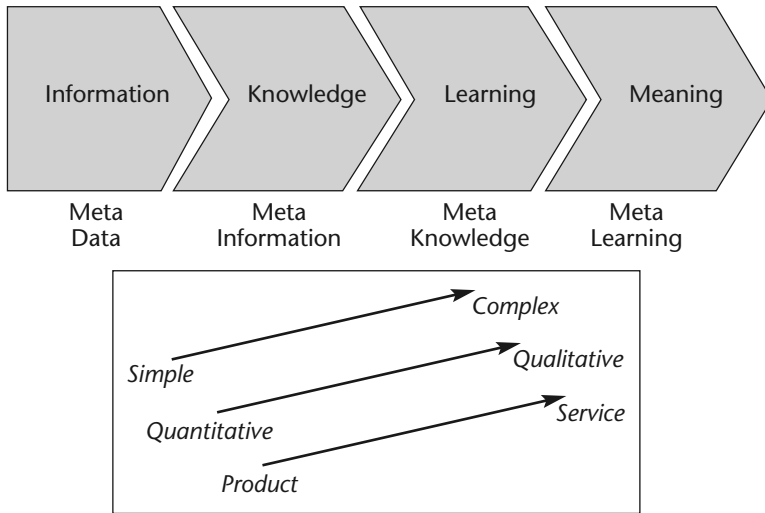 Information
Knowledge
Learning
Meaning
Meta
Data
Meta
Information
Meta
Knowledge
Meta
Learning
Complex
Simple
Qualitative
Quantitative
Service
Product